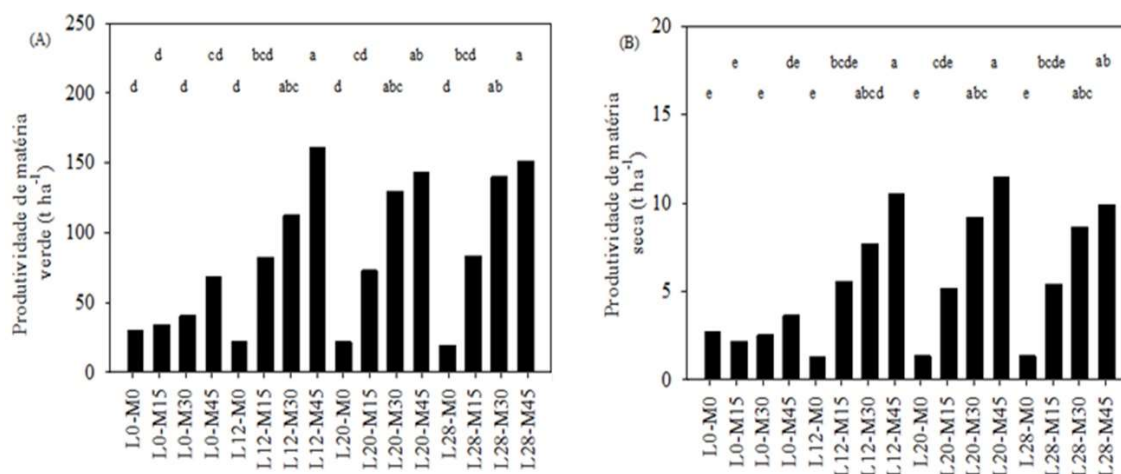 (A)
Produtividade de matéria
verde (t ha⁻¹)
250
200
150
100
50
0
d cd bcd a cd ab bcd a
d d d abc d abc d ab
L0-M0
L0-M15
L0-M30
L0-M45
L12-M0
L12-M15
L12-M30
L12-M45
L20-M0
L20-M15
L20-M30
L20-M45
L28-M0
L28-M15
L28-M30
L28-M45
(B)
Produtividade de matéria
seca (t ha⁻¹)
20
15
10
5
0
e de bcde a cde a bcde ab
e e e abcd e abc e abc
L0-M0
L0-M15
L0-M30
L0-M45
L12-M0
L12-M15
L12-M30
L12-M45
L20-M0
L20-M15
L20-M30
L20-M45
L28-M0
L28-M15
L28-M30
L28-M45